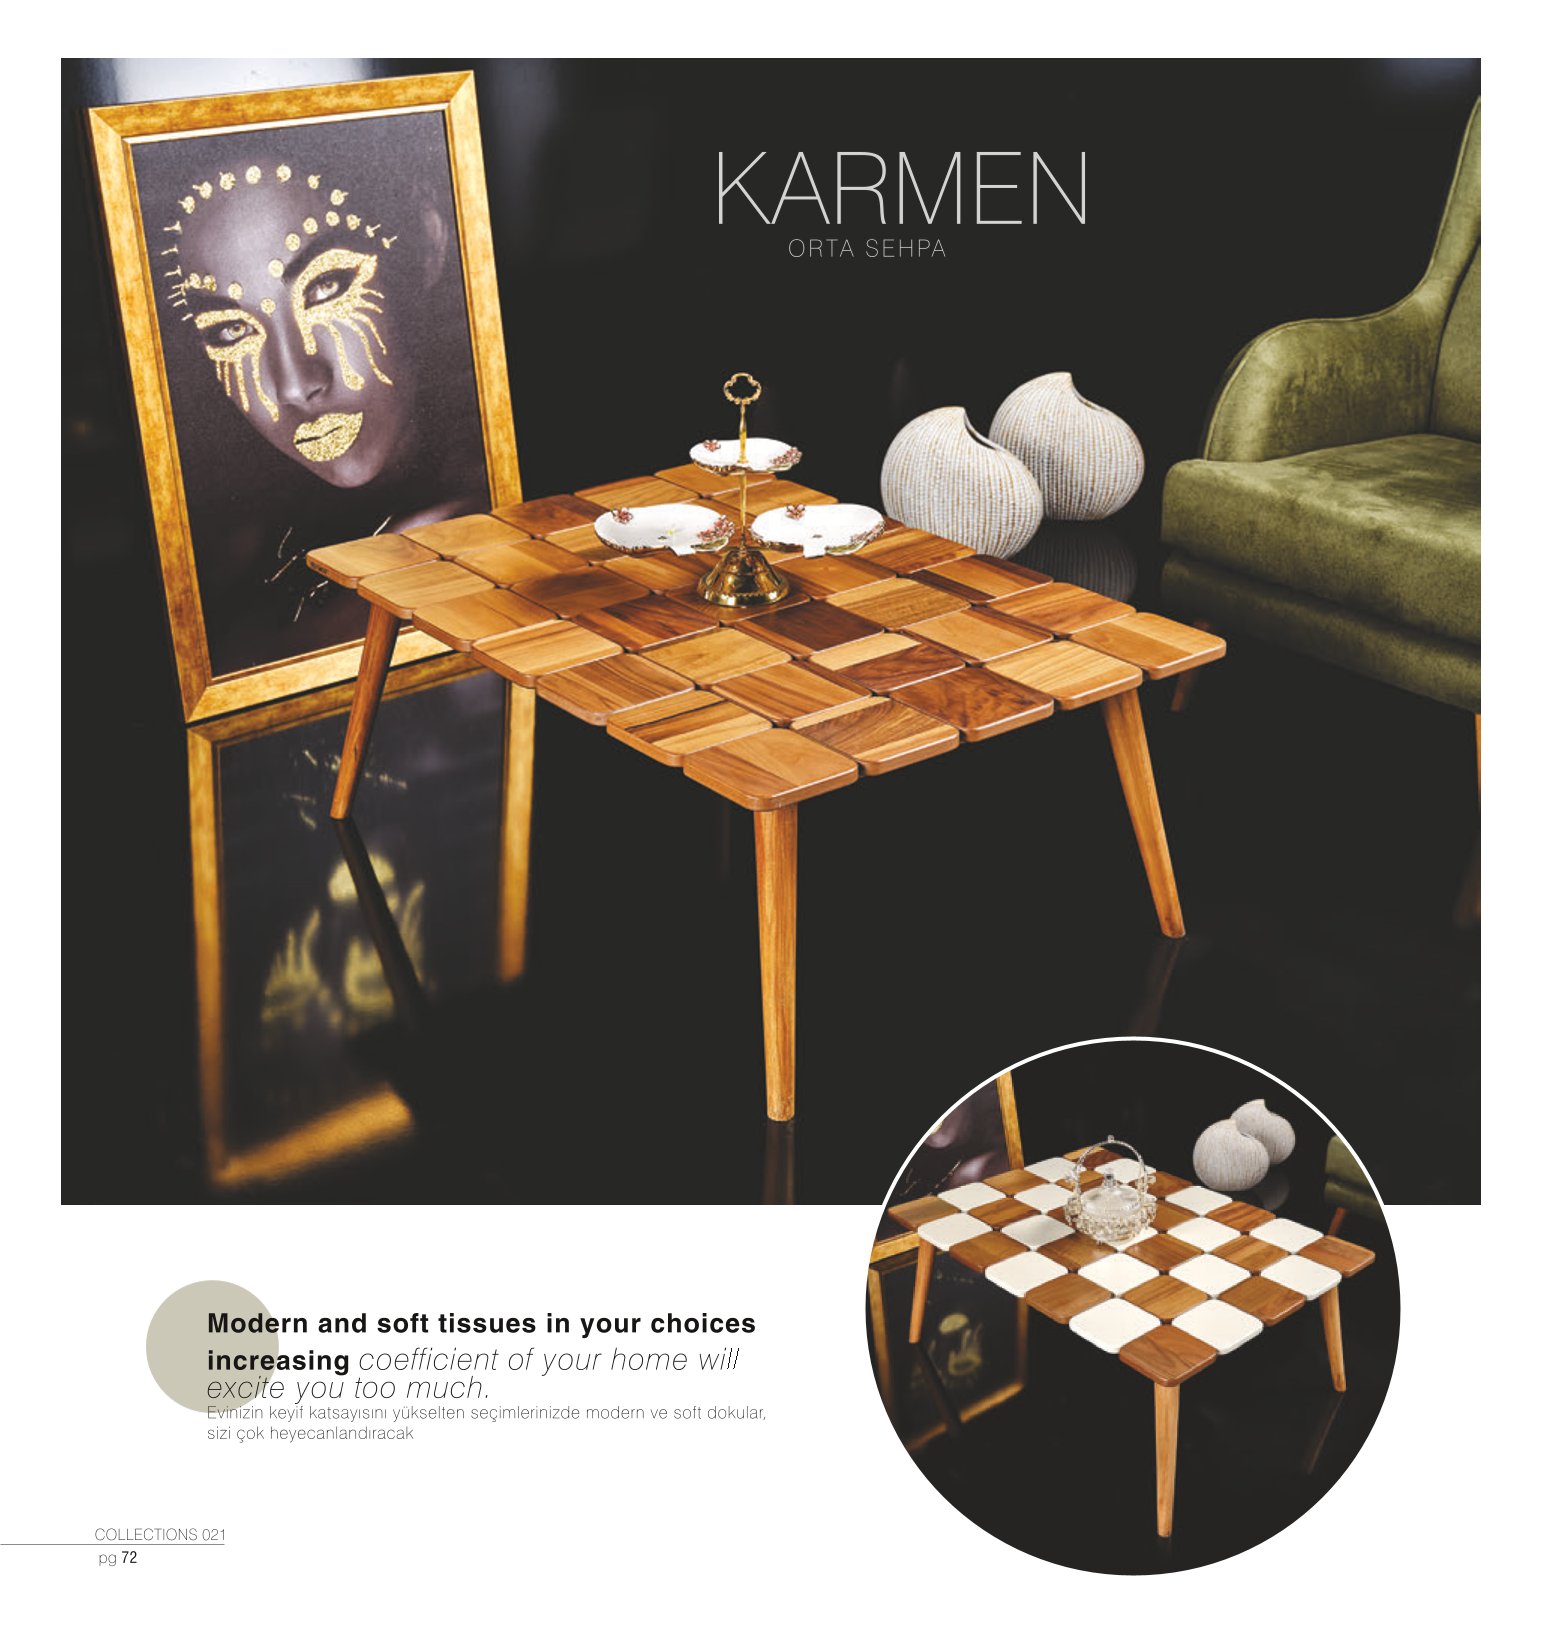 KARMEN
ORTA SEHPA
Modern and soft tissues in your choices
increasing coefficient of your home will
excite you too much.
Evinizin keyif katsayısını yükselten seçimlerinizde modern ve soft dokular,
sizi çok heyecanlandıracak
COLLECTIONS 021
pg 72